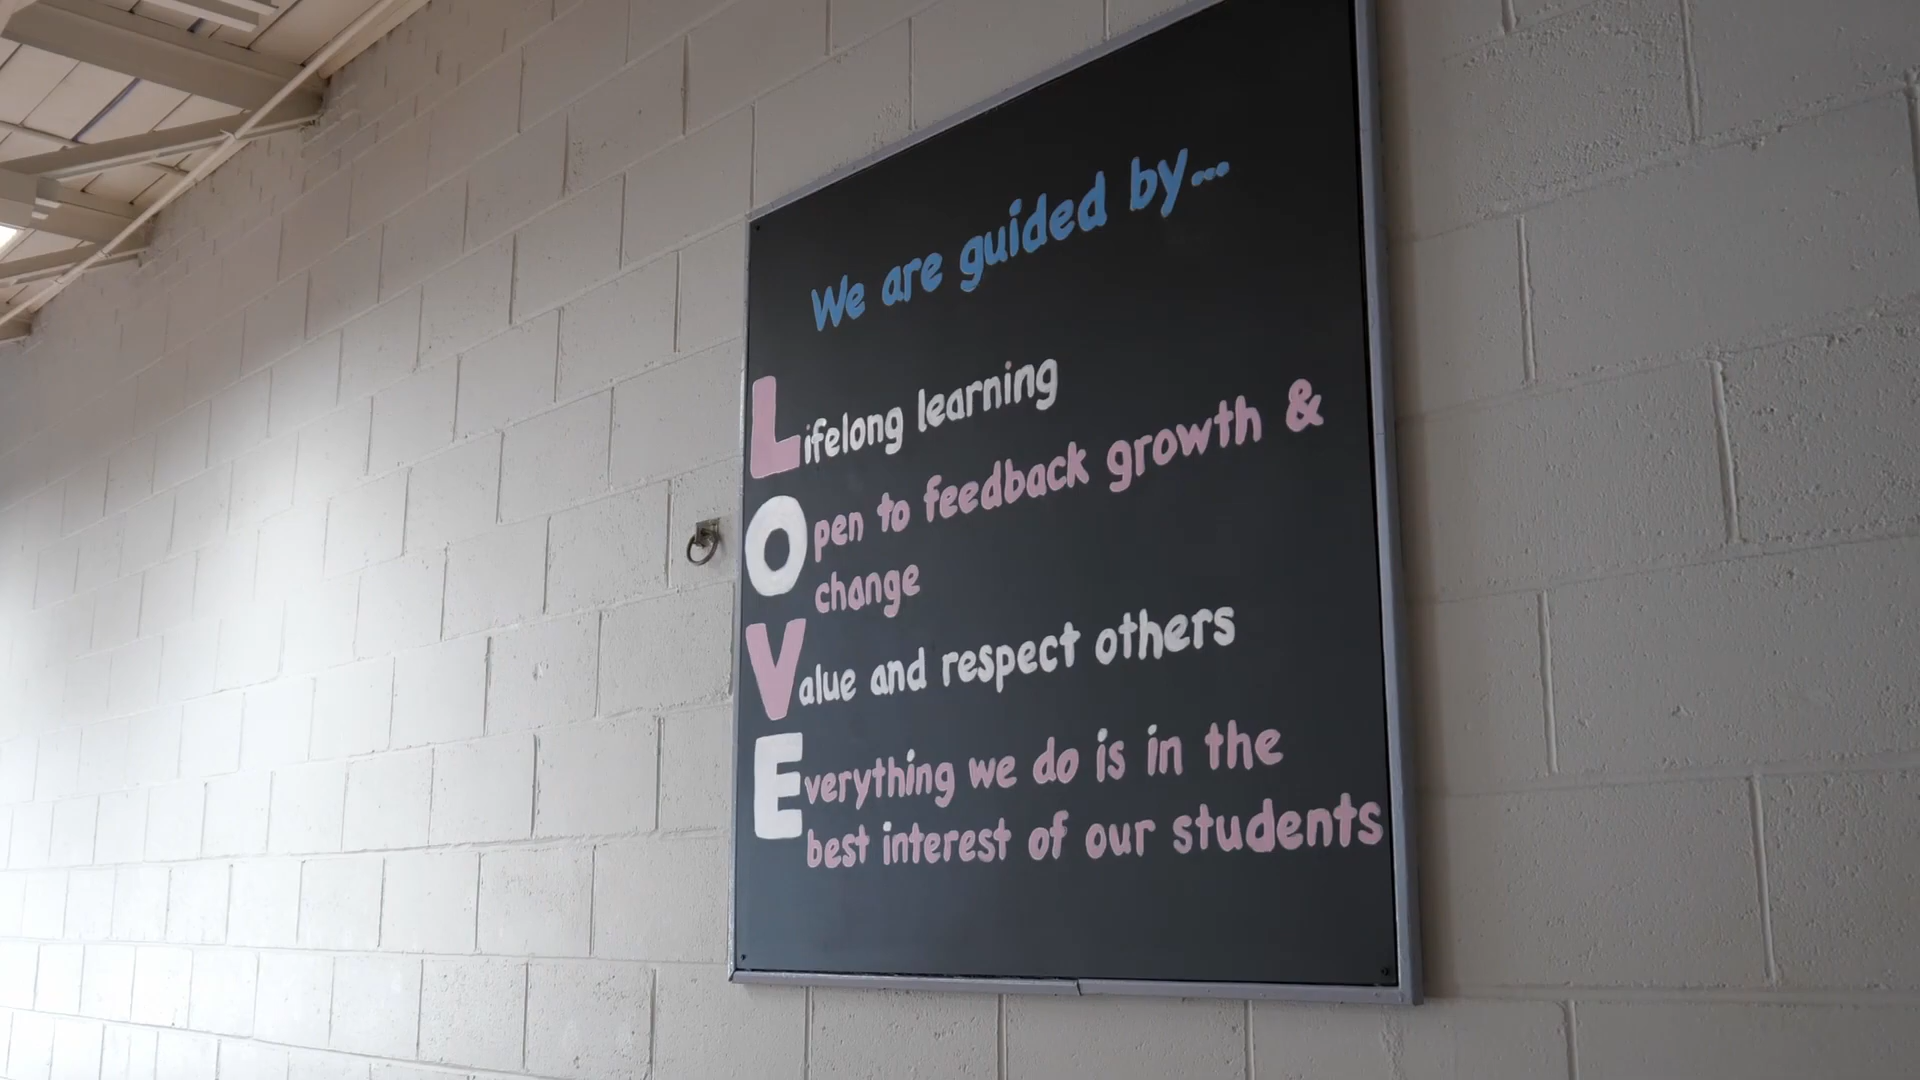 We are guided by...
Lifelong learning
Open to feedback growth &
change
Value and respect others
Everything we do is in the
best interest of our students